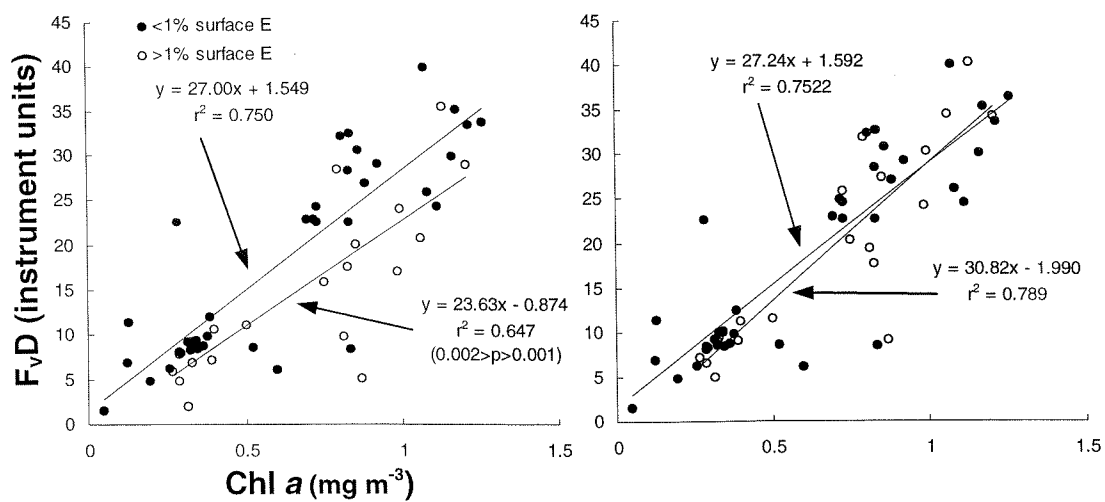 ● <1% surface E
○ >1% surface E
y = 27.00x + 1.549
r² = 0.750
y = 23.63x - 0.874
r² = 0.647
(0.002>p>0.001)
FᵥD (instrument units)
45
40
35
30
25
20
15
10
5
0
0
0.5
1
1.5
Chl a (mg m⁻³)
y = 27.24x + 1.592
r² = 0.7522
y = 30.82x - 1.990
r² = 0.789
45
40
35
30
25
20
15
10
5
0
0
0.5
1
1.5